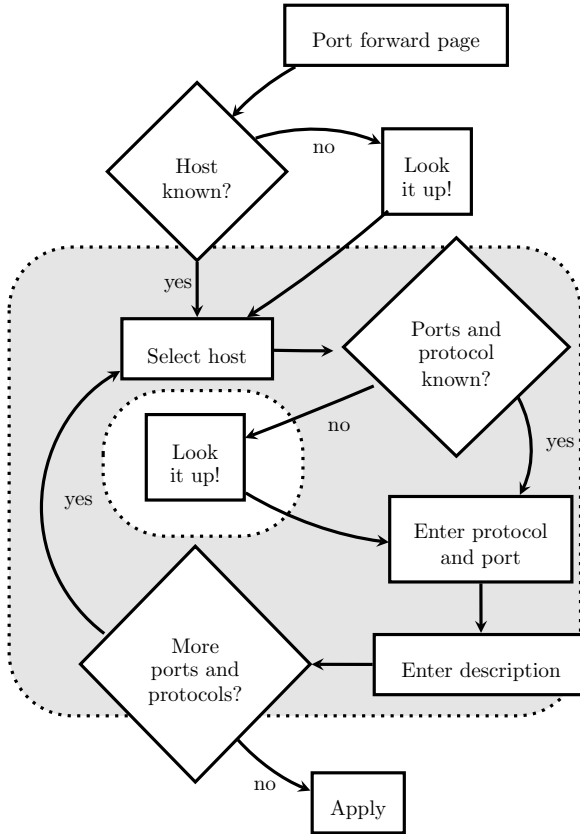 Port forward page
Host
known?
no
Look
it up!
yes
Select host
Ports and
protocol
known?
no
yes
Look
it up!
yes
Enter protocol
and port
More
ports and
protocols?
Enter description
no
Apply